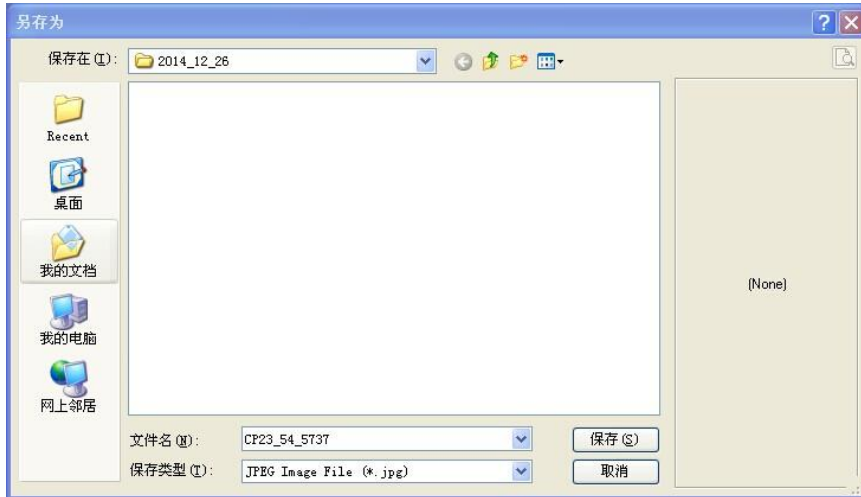 另存为
保存在(I):
2014_12_26
Recent
桌面
我的文档
我的电脑
网上邻居
(None)
文件名(N):
CP23_54_5737
保存(S)
保存类型(T):
JPEG Image File (*.jpg)
取消